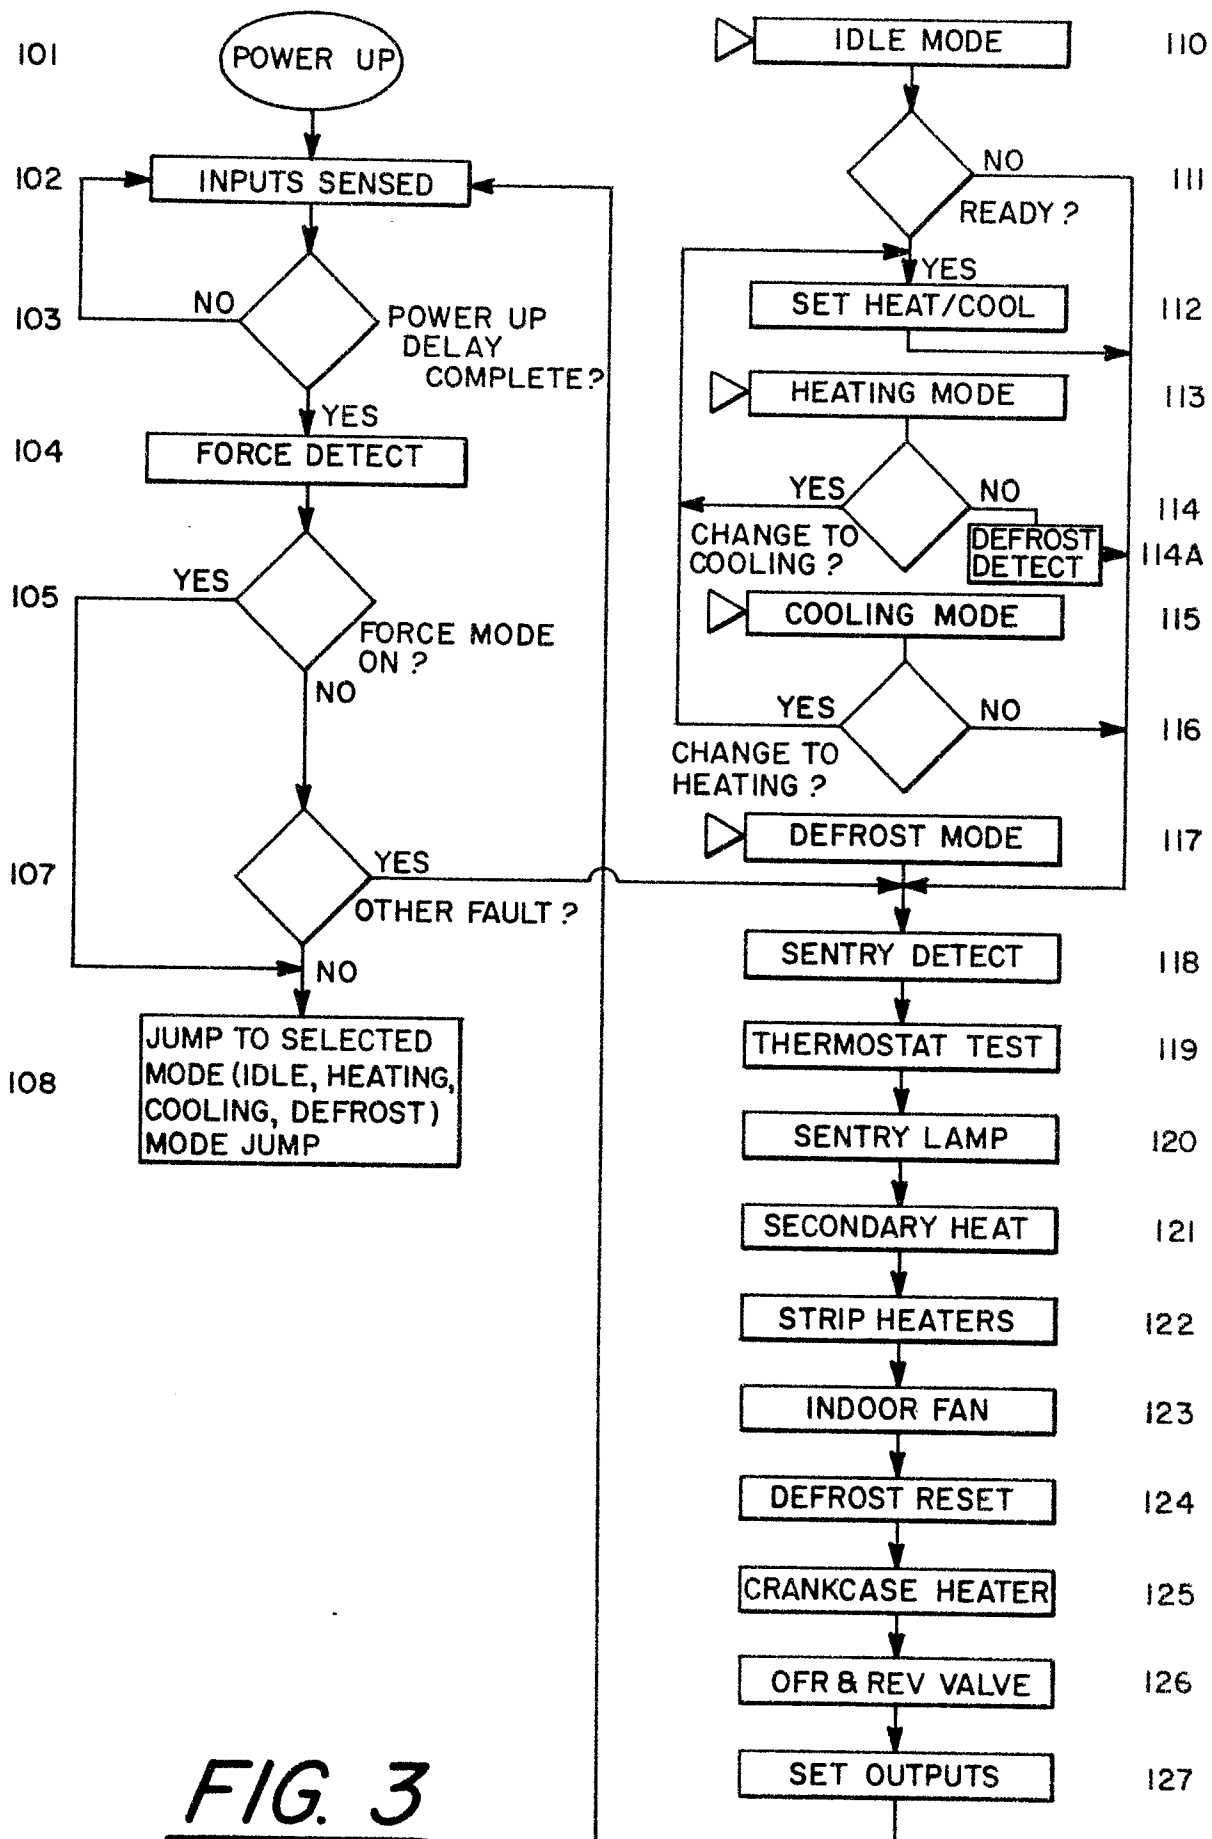 101
POWER UP
102
INPUTS SENSED
NO
103
POWER UP
DELAY
COMPLETE?
YES
104
FORCE DETECT
YES
105
FORCE MODE
ON?
NO
107
YES
OTHER FAULT?
NO
108
JUMP TO SELECTED
MODE (IDLE, HEATING,
COOLING, DEFROST)
MODE JUMP
IDLE MODE
110
NO
111
READY?
YES
SET HEAT/COOL
112
HEATING MODE
113
YES
NO
114
CHANGE TO
COOLING?
DEFROST
DETECT
114A
COOLING MODE
115
YES
NO
116
CHANGE TO
HEATING?
DEFROST MODE
117
SENTRY DETECT
118
THERMOSTAT TEST
119
SENTRY LAMP
120
SECONDARY HEAT
121
STRIP HEATERS
122
INDOOR FAN
123
DEFROST RESET
124
CRANKCASE HEATER
125
OFR & REV VALVE
126
SET OUTPUTS
127
FIG. 3